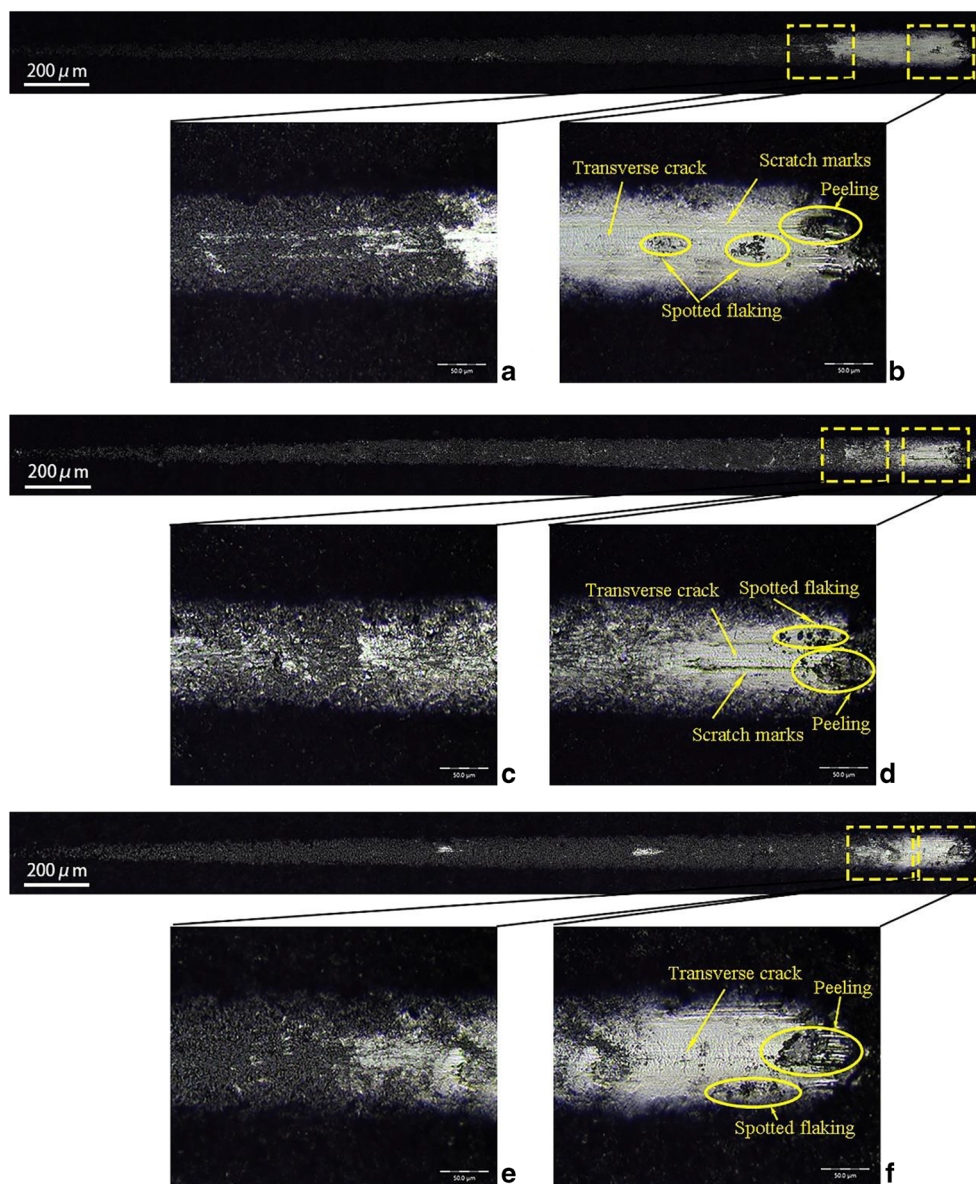 200 μm
Transverse crack
Scratch marks
Peeling
Spotted flaking
50.0 μm
a
50.0 μm
b
200 μm
Transverse crack
Spotted flaking
Scratch marks
Peeling
50.0 μm
c
50.0 μm
d
200 μm
Transverse crack
Peeling
Spotted flaking
50.0 μm
e
50.0 μm
f